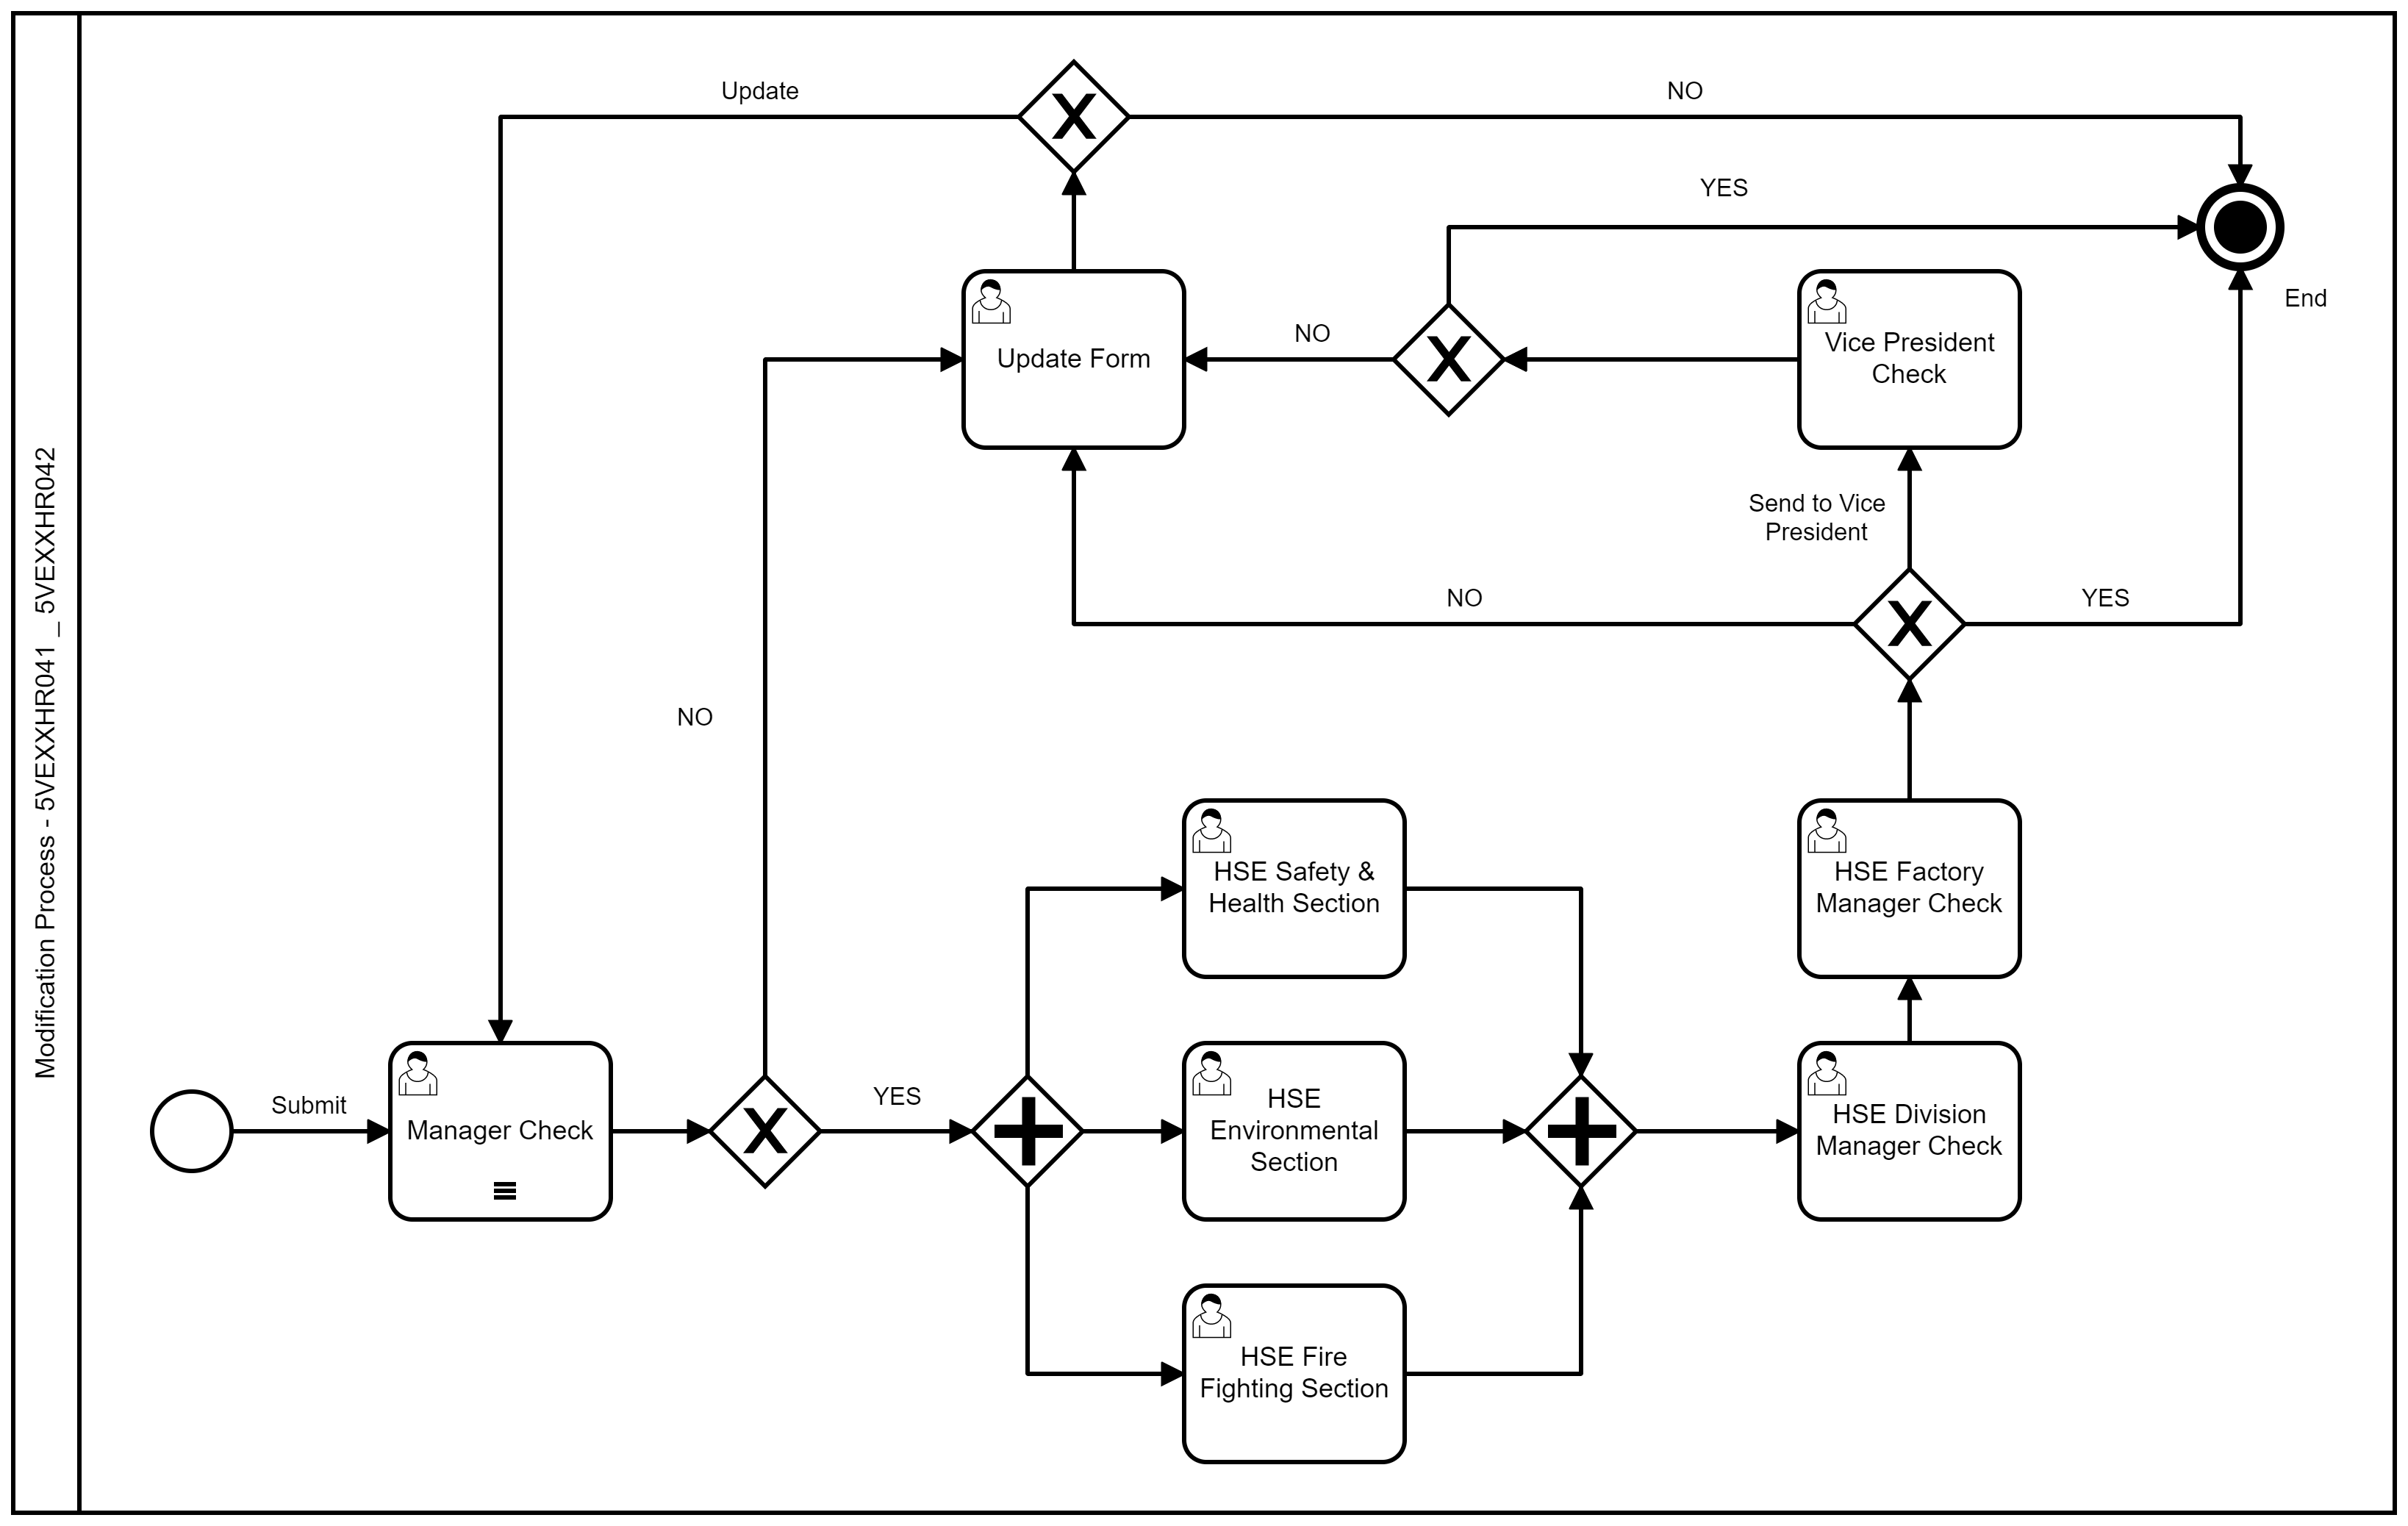 Modification Process - 5VEXXHR041 _ 5VEXXHR042
Update
NO
YES
End
Update Form
NO
Vice President
Check
Send to Vice
President
NO
YES
NO
HSE Safety &
Health Section
HSE Factory
Manager Check
Submit
Manager Check
YES
HSE
Environmental
Section
HSE Division
Manager Check
HSE Fire
Fighting Section